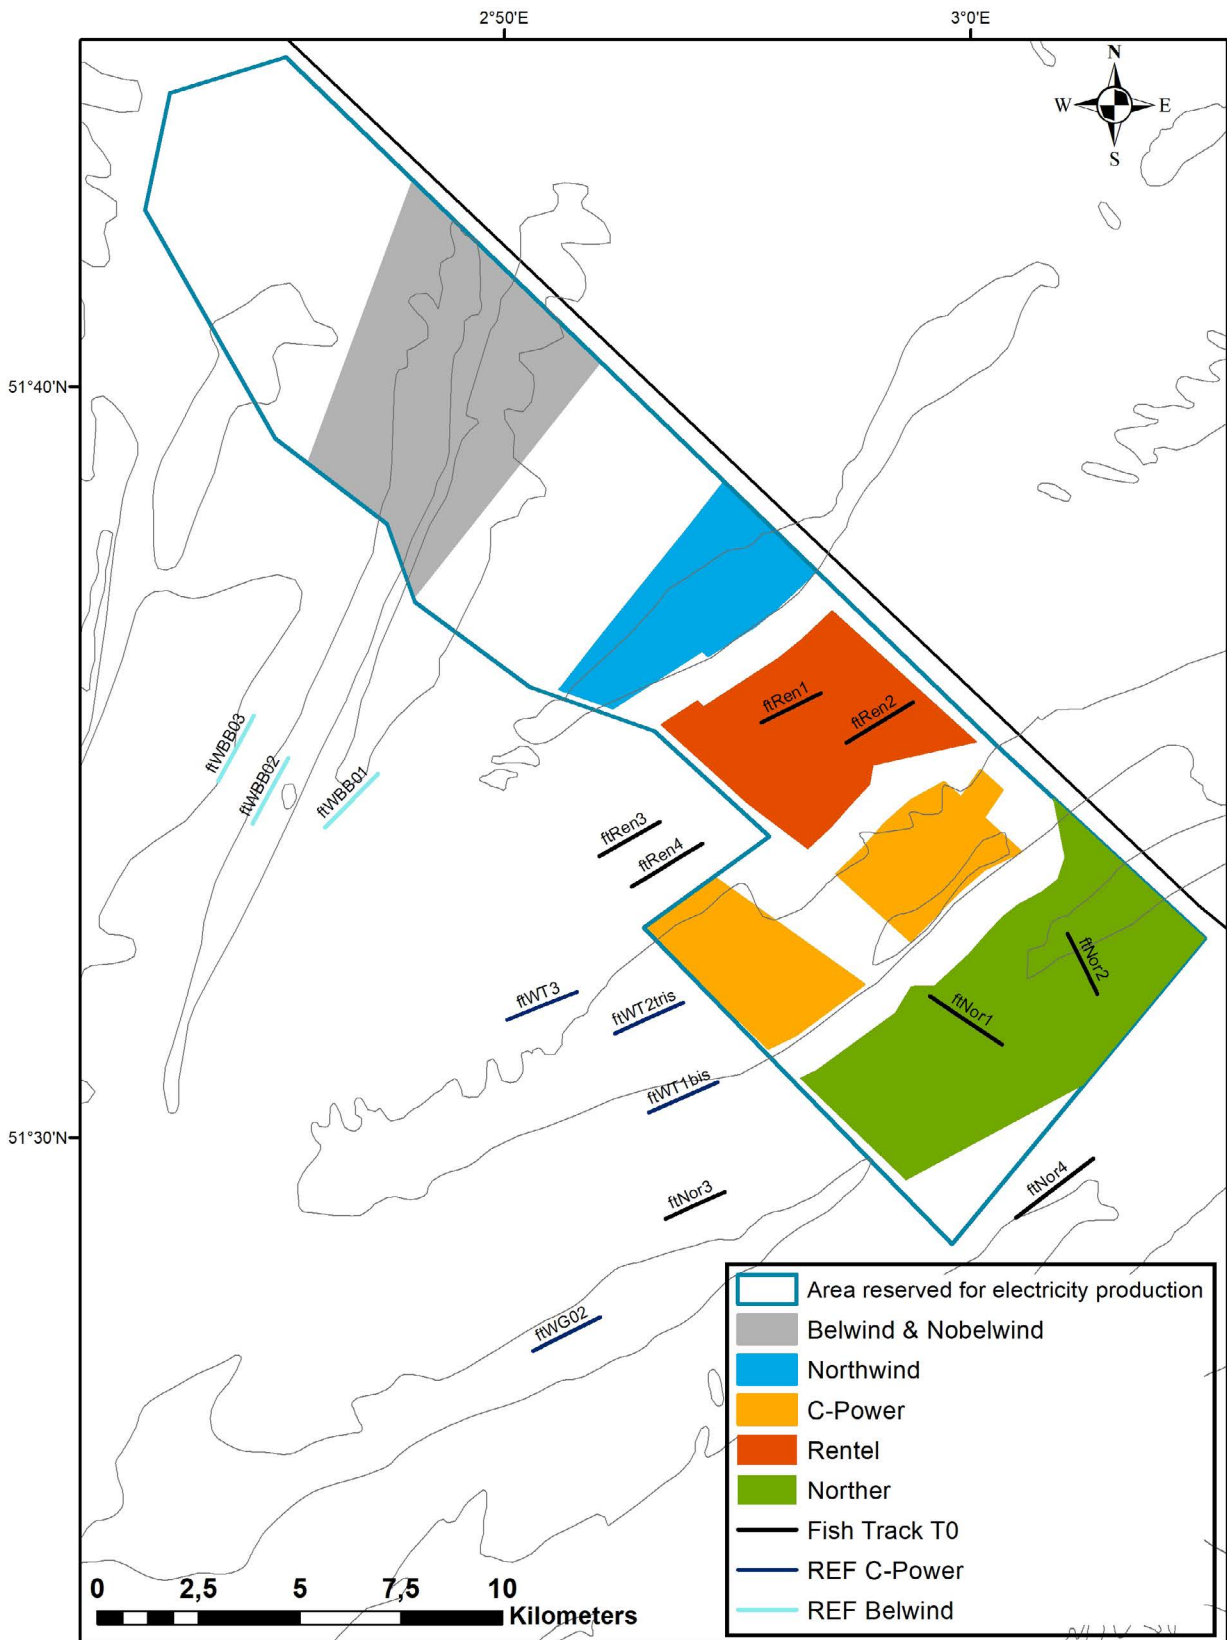 2°50'E
3°0'E
N
W
E
S
51°40'N
ftRen1
ftRen2
ftWBB03
ftWBB02
ftWBB01
ftRen3
ftRen4
ftNor2
ftWT3
ftWT2tris
ftNor1
ftWT1bis
51°30'N
ftNor3
ftNor4
ftWG02
Area reserved for electricity production
Belwind & Nobelwind
Northwind
C-Power
Rentel
Norther
Fish Track T0
REF C-Power
REF Belwind
0 2,5 5 7,5 10
Kilometers